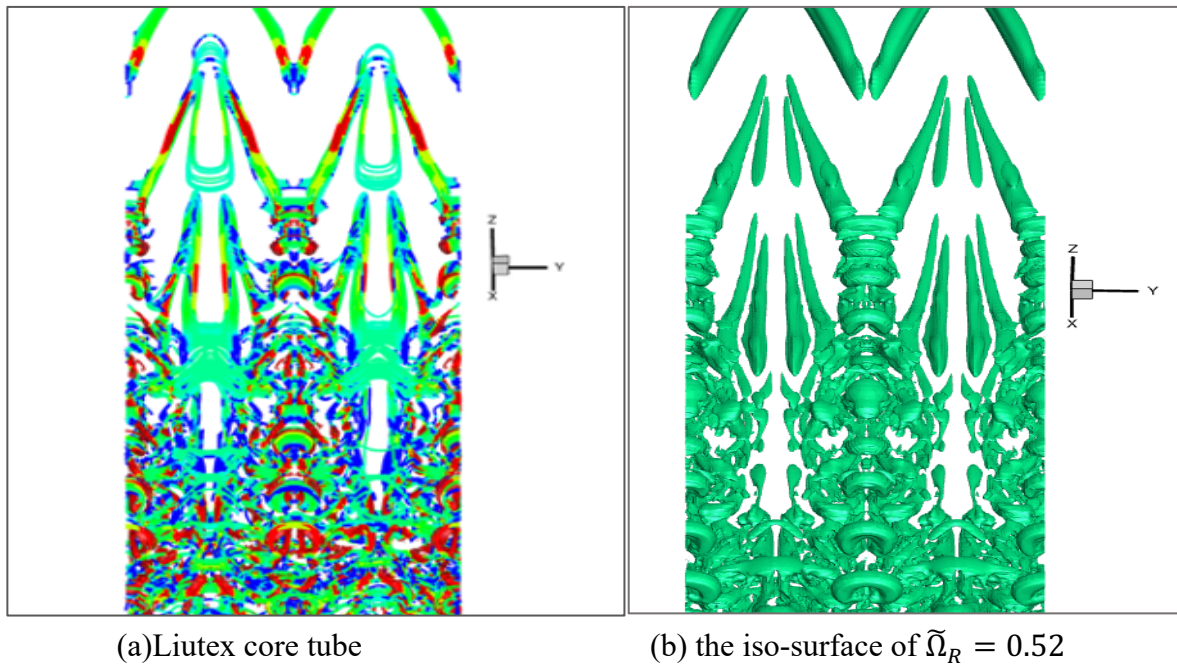 Z
Y
X
Z
Y
X
(a)Liutex core tube
(b) the iso-surface of Ω̃_R = 0.52